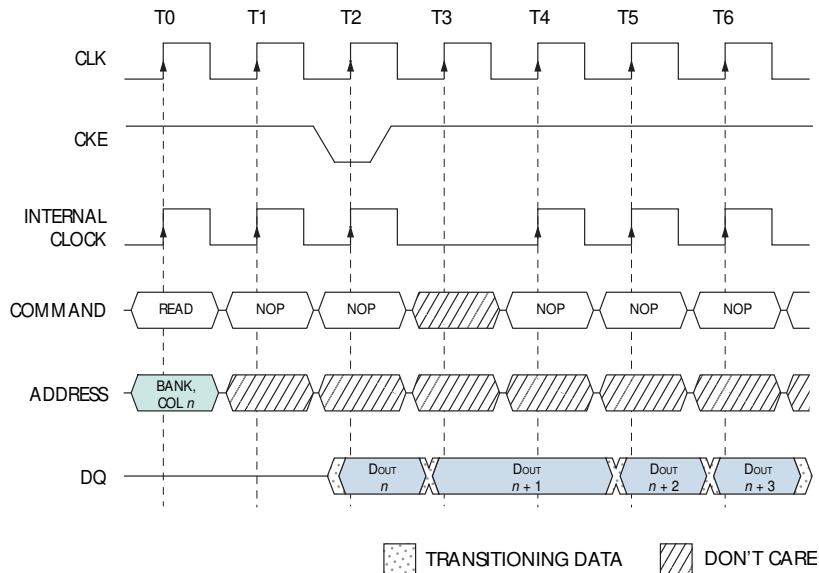 T0 T1 T2 T3 T4 T5 T6
CLK
CKE
INTERNAL
CLOCK
COMMAND READ NOP NOP NOP NOP NOP
ADDRESS BANK,
COL n
DQ DOUT n DOUT n + 1 DOUT n + 2 DOUT n + 3
TRANSITIONING DATA DON'T CARE